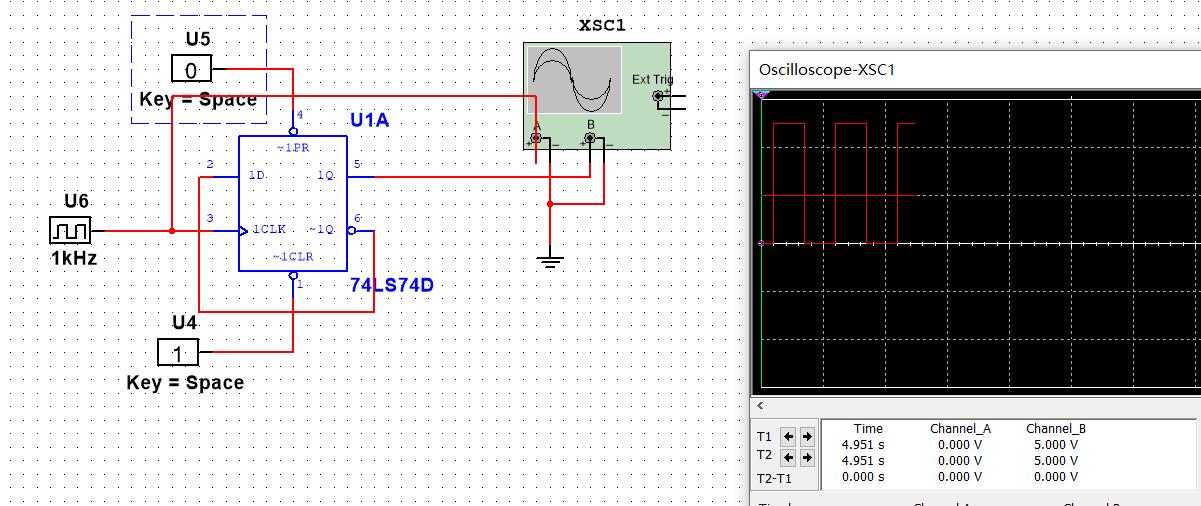 U5
0
Key = Space
4
U1A
~1PR
2
1D
1Q
5
U6
1kHz
3
1CLK
~1Q
6
~1CLR
1
74LS74D
U4
1
Key = Space
XSC1
Ext Trig
+
−
A
B
+
−
+
−
Oscilloscope-XSC1
<
Time Channel_A Channel_B
T1 4.951 s 0.000 V 5.000 V
T2 4.951 s 0.000 V 5.000 V
T2-T1 0.000 s 0.000 V 0.000 V